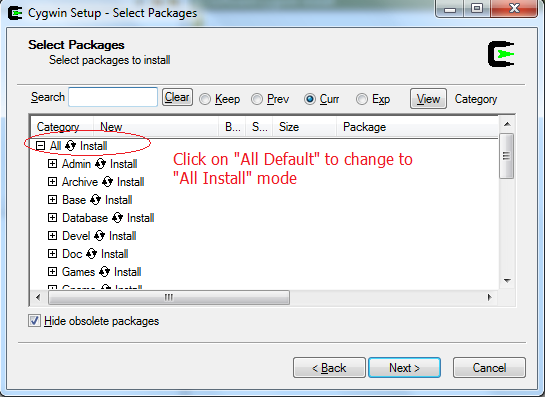 Cygwin Setup - Select Packages
Select Packages
Select packages to install
Search Clear Keep Prev Curr Exp View Category
Category New B... S... Size Package
All Install
Admin Install
Archive Install
Base Install
Database Install
Devel Install
Doc Install
Games Install
Click on "All Default" to change to
"All Install" mode
Hide obsolete packages
< Back Next > Cancel